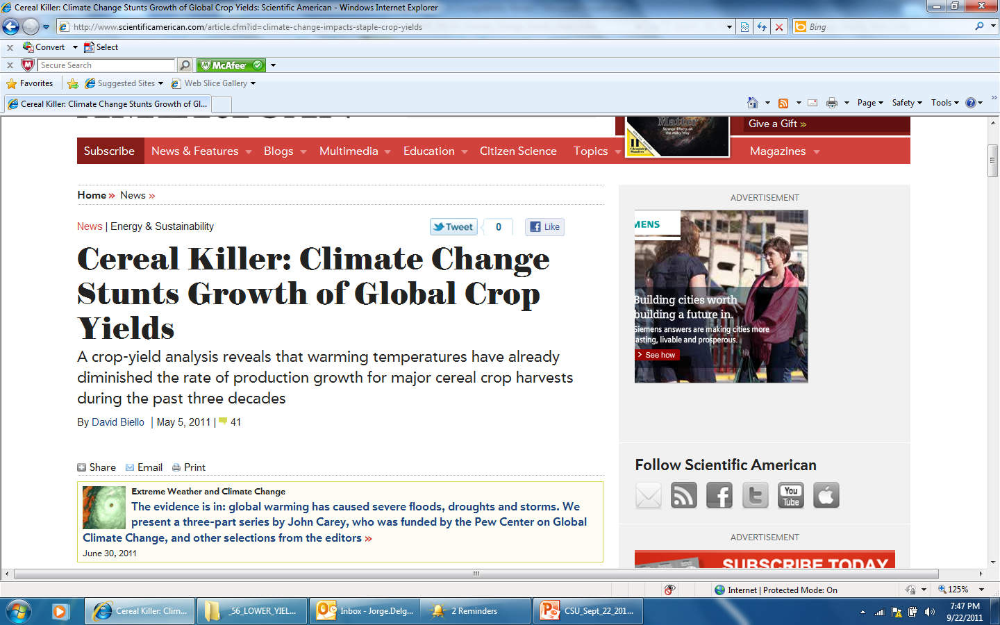 Cereal Killer: Climate Change Stunts Growth of Global Crop Yields: Scientific American - Windows Internet Explorer
http://www.scientificamerican.com/article.cfm?id=climate-change-impacts-staple-crop-yields
Bing
x Convert Select
x Secure Search McAfee
Favorites Suggested Sites Web Slice Gallery
Cereal Killer: Climate Change Stunts Growth of Gl...
Page Safety Tools
Matter
Strange Effects on
the Milky Way
11
Chemistry
Wonders
Give a Gift »
Subscribe News & Features Blogs Multimedia Education Citizen Science Topics Magazines
Home » News »
News | Energy & Sustainability
Tweet 0 Like
Cereal Killer: Climate Change
Stunts Growth of Global Crop
Yields
A crop-yield analysis reveals that warming temperatures have already
diminished the rate of production growth for major cereal crop harvests
during the past three decades
By David Biello | May 5, 2011 | 41
Share Email Print
Extreme Weather and Climate Change
The evidence is in: global warming has caused severe floods, droughts and storms. We
present a three-part series by John Carey, who was funded by the Pew Center on Global
Climate Change, and other selections from the editors »
June 30, 2011
ADVERTISEMENT
MENS
Building cities worth
building a future in.
Siemens answers are making cities more
lasting, livable and prosperous.
> See how
Follow Scientific American
You
Tube
ADVERTISEMENT
SUBSCRIBE TODAY
Internet | Protected Mode: On
125%
Cereal Killer: Clim...
_56_LOWER_YIEL...
Inbox - Jorge.Delg...
2 Reminders
CSU_Sept_22_201...
7:47 PM
9/22/2011